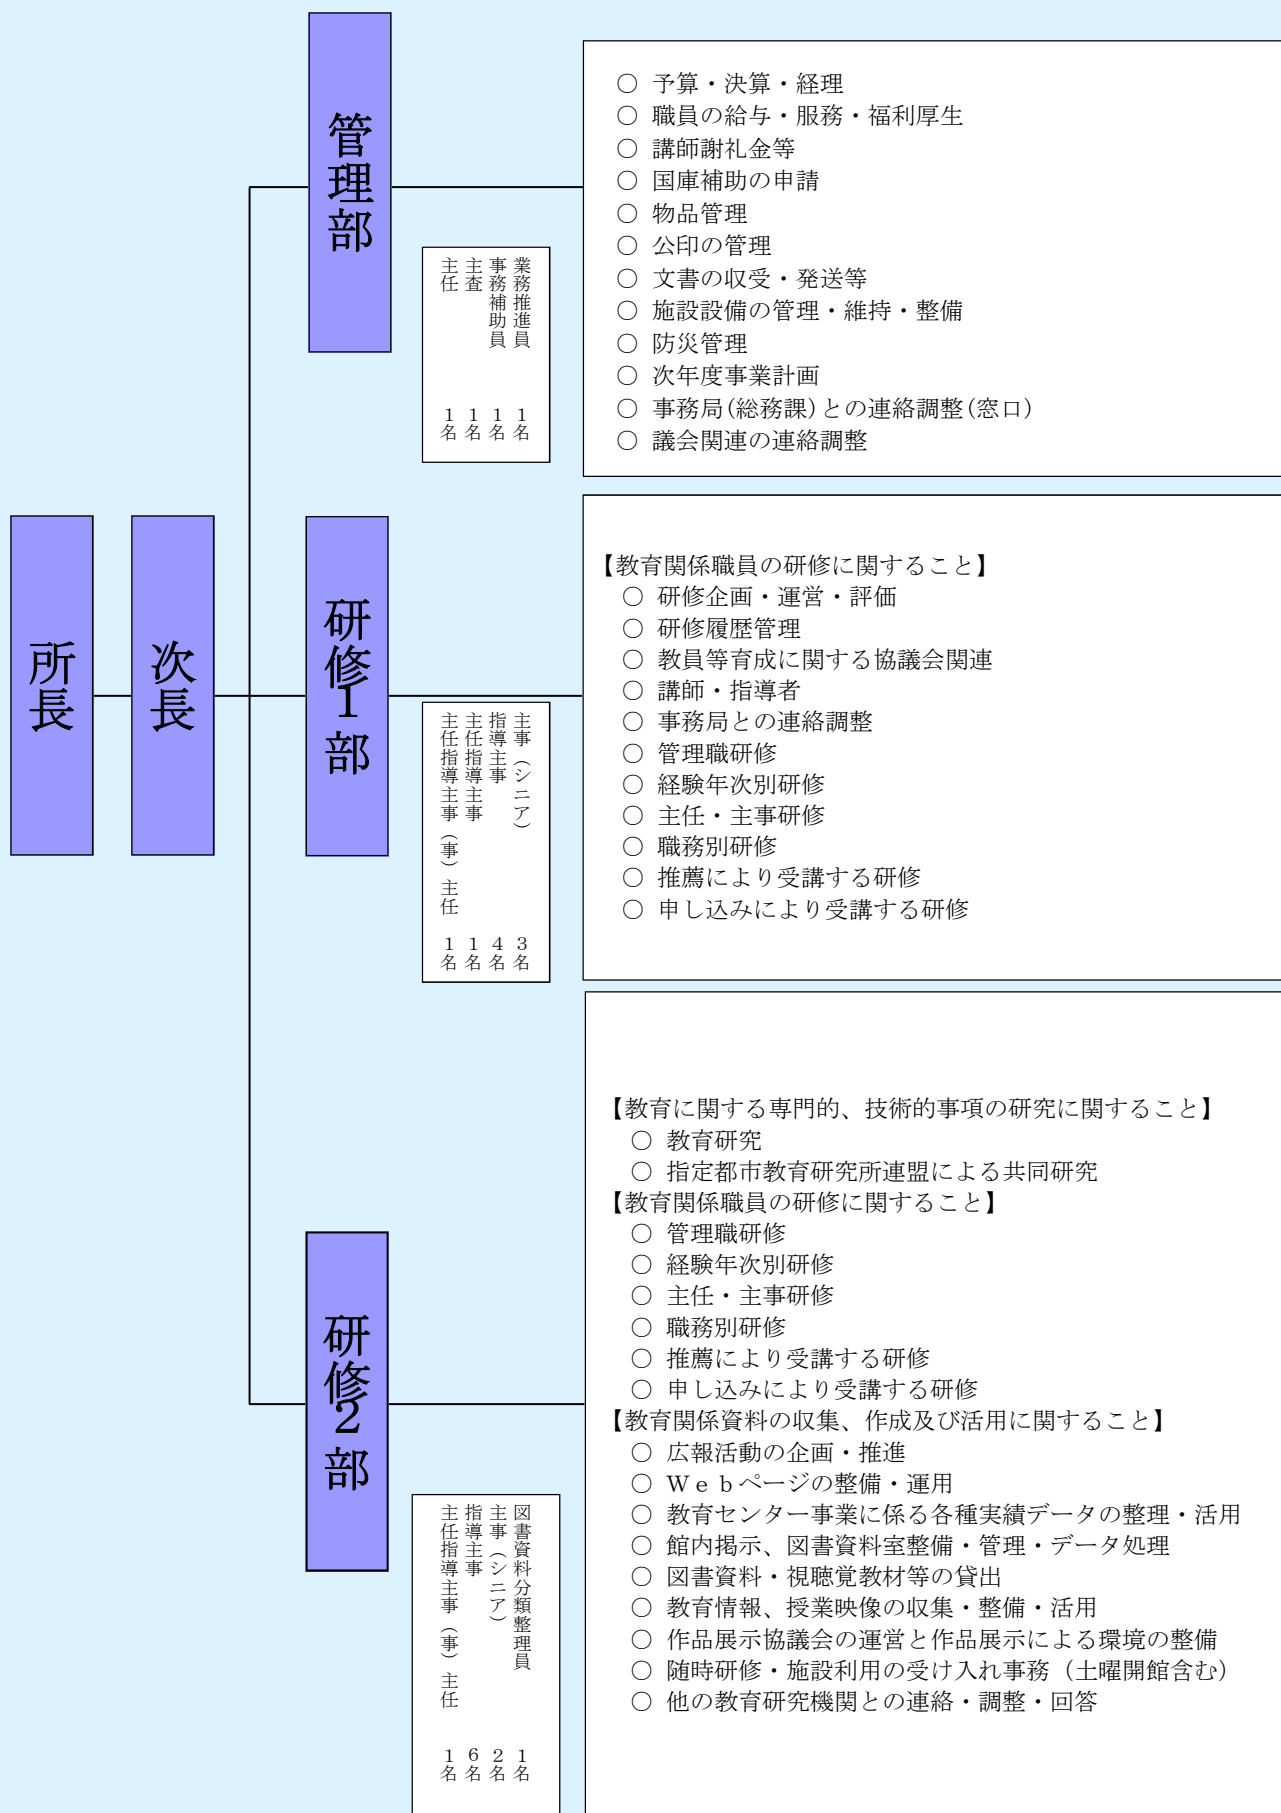 所長
次長
管理部
主任　１名
主査　１名
事務補助員　１名
業務推進員　１名
○ 予算・決算・経理
○ 職員の給与・服務・福利厚生
○ 講師謝礼金等
○ 国庫補助の申請
○ 物品管理
○ 公印の管理
○ 文書の収受・発送等
○ 施設設備の管理・維持・整備
○ 防災管理
○ 次年度事業計画
○ 事務局(総務課)との連絡調整(窓口)
○ 議会関連の連絡調整
研修１部
主任指導主事（事）主任　１名
主任指導主事　１名
指導主事　４名
主事（シニア）　３名
【教育関係職員の研修に関すること】
○ 研修企画・運営・評価
○ 研修履歴管理
○ 教員等育成に関する協議会関連
○ 講師・指導者
○ 事務局との連絡調整
○ 管理職研修
○ 経験年次別研修
○ 主任・主事研修
○ 職務別研修
○ 推薦により受講する研修
○ 申し込みにより受講する研修
研修２部
主任指導主事（事）主任　１名
指導主事　６名
主事（シニア）　２名
図書資料分類整理員　１名
【教育に関する専門的、技術的事項の研究に関すること】
○ 教育研究
○ 指定都市教育研究所連盟による共同研究
【教育関係職員の研修に関すること】
○ 管理職研修
○ 経験年次別研修
○ 主任・主事研修
○ 職務別研修
○ 推薦により受講する研修
○ 申し込みにより受講する研修
【教育関係資料の収集、作成及び活用に関すること】
○ 広報活動の企画・推進
○ Ｗｅｂページの整備・運用
○ 教育センター事業に係る各種実績データの整理・活用
○ 館内掲示、図書資料室整備・管理・データ処理
○ 図書資料・視聴覚教材等の貸出
○ 教育情報、授業映像の収集・整備・活用
○ 作品展示協議会の運営と作品展示による環境の整備
○ 随時研修・施設利用の受け入れ事務（土曜開館含む）
○ 他の教育研究機関との連絡・調整・回答